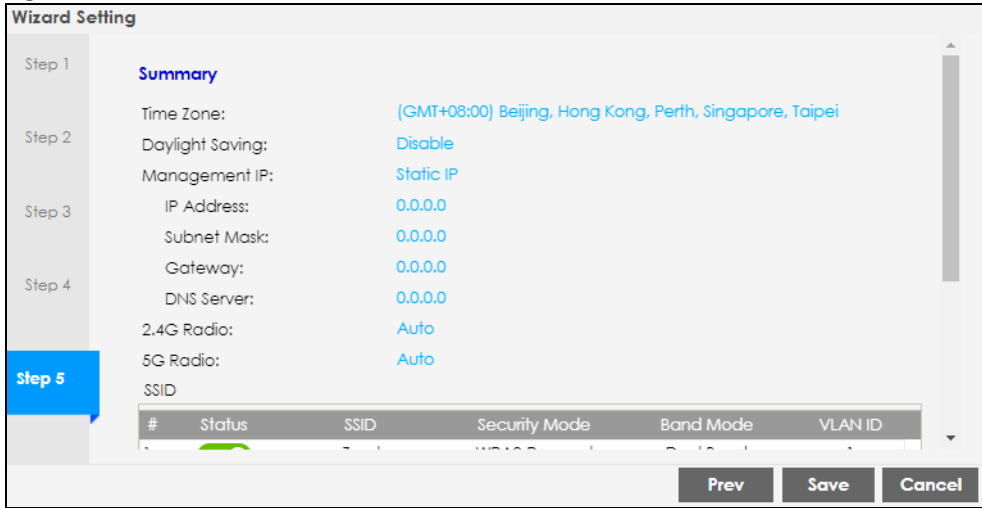 Wizard Setting
Step 1
Step 2
Step 3
Step 4
Step 5
Summary
Time Zone: (GMT+08:00) Beijing, Hong Kong, Perth, Singapore, Taipei
Daylight Saving: Disable
Management IP: Static IP
IP Address: 0.0.0.0
Subnet Mask: 0.0.0.0
Gateway: 0.0.0.0
DNS Server: 0.0.0.0
2.4G Radio: Auto
5G Radio: Auto
SSID
# Status SSID Security Mode Band Mode VLAN ID
Prev Save Cancel